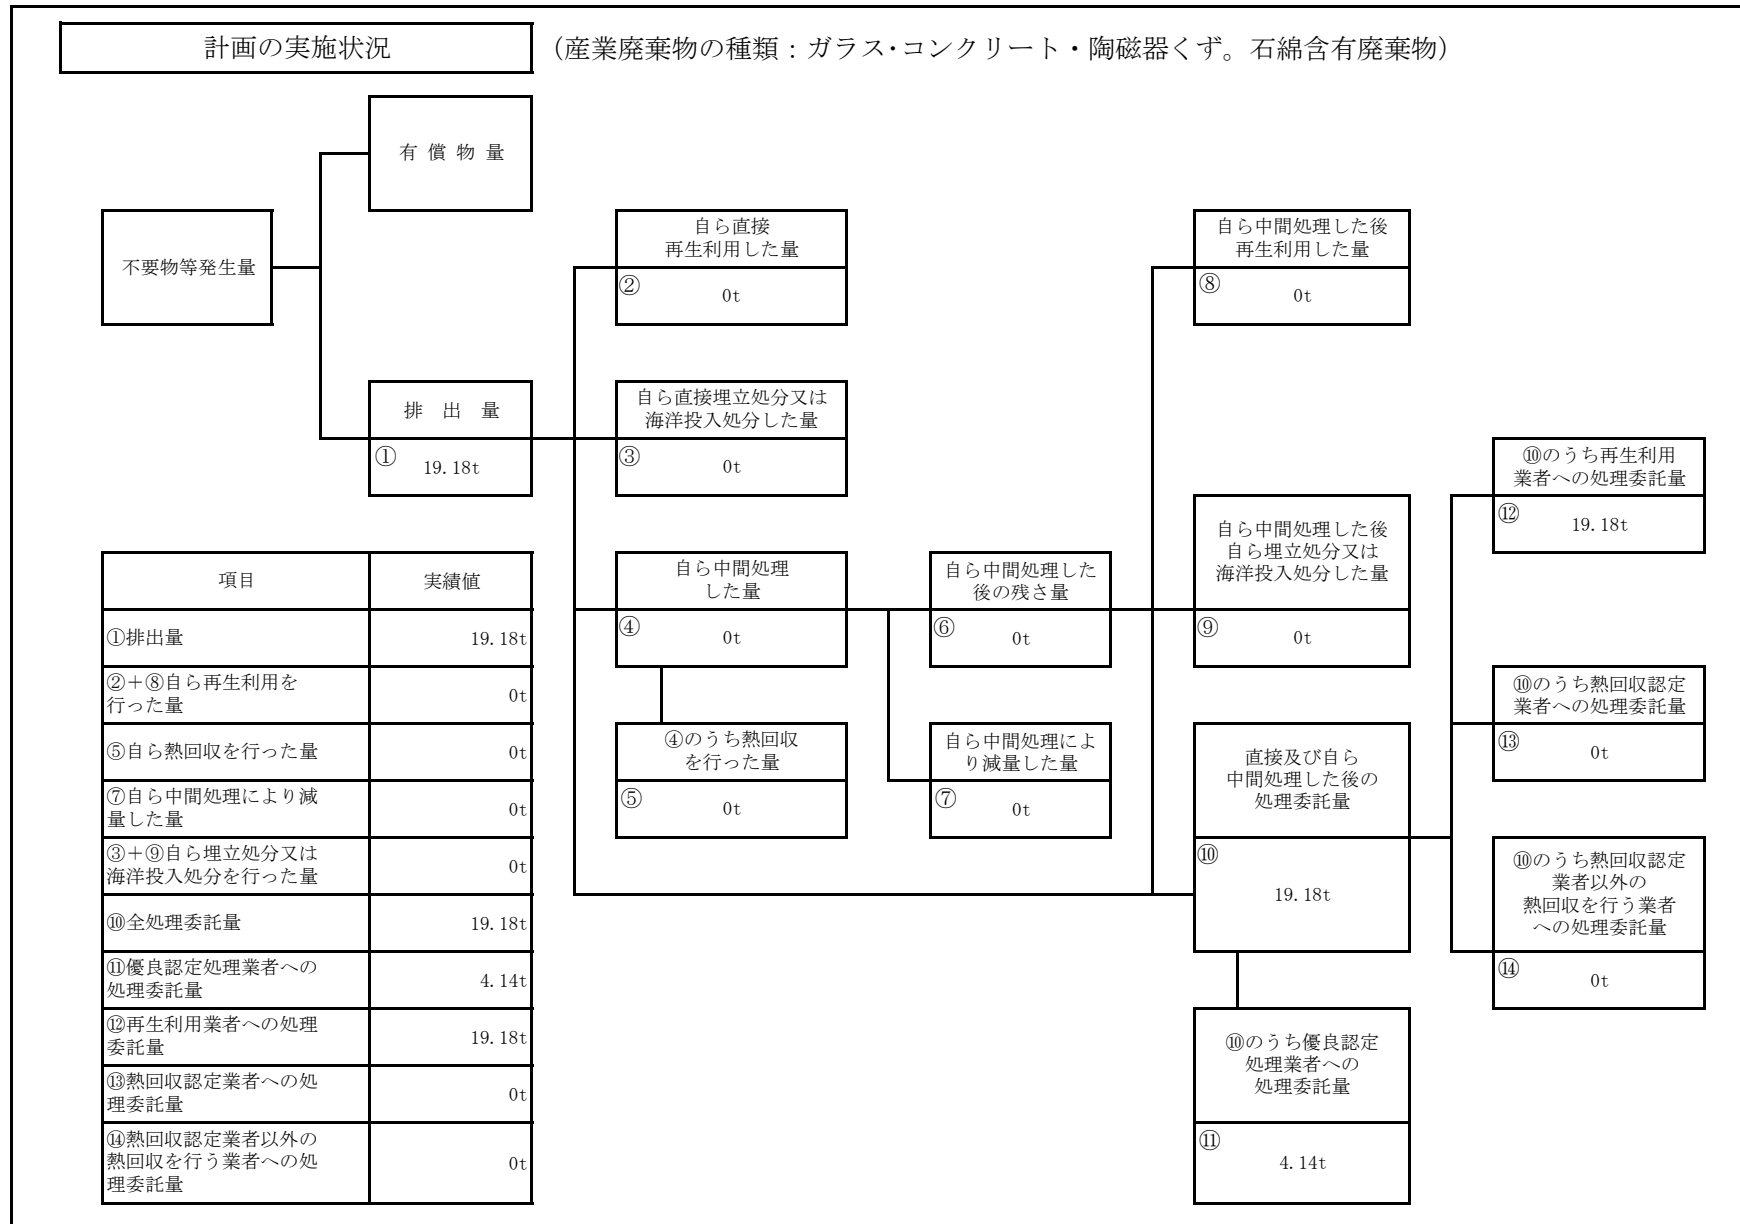 計画の実施状況
(産業廃棄物の種類：ガラス・コンクリート・陶磁器くず。石綿含有廃棄物)
有 償 物 量
不要物等発生量
自ら直接
再生利用した量
② 0t
自ら中間処理した後
再生利用した量
⑧ 0t
排 出 量
① 19.18t
自ら直接埋立処分又は
海洋投入処分した量
③ 0t
⑩のうち再生利用
業者への処理委託量
⑫ 19.18t
自ら中間処理した後
自ら埋立処分又は
海洋投入処分した量
⑨ 0t
自ら中間処理
した量
④ 0t
自ら中間処理した
後の残さ量
⑥ 0t
④のうち熱回収
を行った量
⑤ 0t
自ら中間処理によ
り減量した量
⑦ 0t
直接及び自ら
中間処理した後の
処理委託量
⑩
19.18t
⑩のうち熱回収認定
業者への処理委託量
⑬ 0t
⑩のうち熱回収認定
業者以外の
熱回収を行う業者
への処理委託量
⑭ 0t
⑩のうち優良認定
処理業者への
処理委託量
⑪
4.14t
項目 実績値
①排出量 19.18t
②＋⑧自ら再生利用を
行った量 0t
⑤自ら熱回収を行った量 0t
⑦自ら中間処理により減
量した量 0t
③＋⑨自ら埋立処分又は
海洋投入処分を行った量 0t
⑩全処理委託量 19.18t
⑪優良認定処理業者への
処理委託量 4.14t
⑫再生利用業者への処理
委託量 19.18t
⑬熱回収認定業者への処
理委託量 0t
⑭熱回収認定業者以外の
熱回収を行う業者への処
理委託量 0t